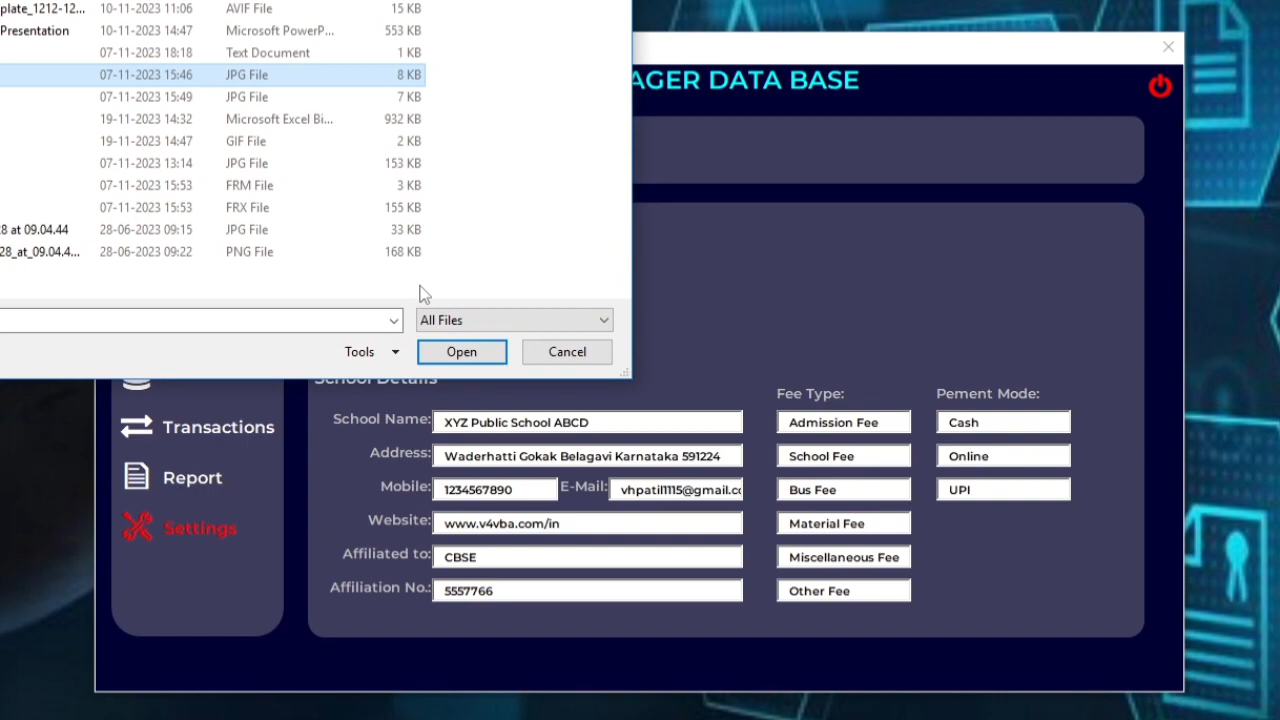 plate_1212-12... 10-11-2023 11:06 AVIF File 15 KB
Presentation 10-11-2023 14:47 Microsoft PowerP... 553 KB
07-11-2023 18:18 Text Document 1 KB
07-11-2023 15:46 JPG File 8 KB
07-11-2023 15:49 JPG File 7 KB
19-11-2023 14:32 Microsoft Excel Bi... 932 KB
19-11-2023 14:47 GIF File 2 KB
07-11-2023 13:14 JPG File 153 KB
07-11-2023 15:53 FRM File 3 KB
07-11-2023 15:53 FRX File 155 KB
8 at 09.04.44 28-06-2023 09:15 JPG File 33 KB
28_at_09.04.4... 28-06-2023 09:22 PNG File 168 KB
All Files
Tools Open Cancel
AGER DATA BASE
Transactions
Report
Settings
School Details
School Name: XYZ Public School ABCD
Address: Waderhatti Gokak Belagavi Karnataka 591224
Mobile: 1234567890 E-Mail: vhpatil1115@gmail.co
Website: www.v4vba.com/in
Affiliated to: CBSE
Affiliation No.: 5557766
Fee Type:
Admission Fee
School Fee
Bus Fee
Material Fee
Miscellaneous Fee
Other Fee
Pement Mode:
Cash
Online
UPI